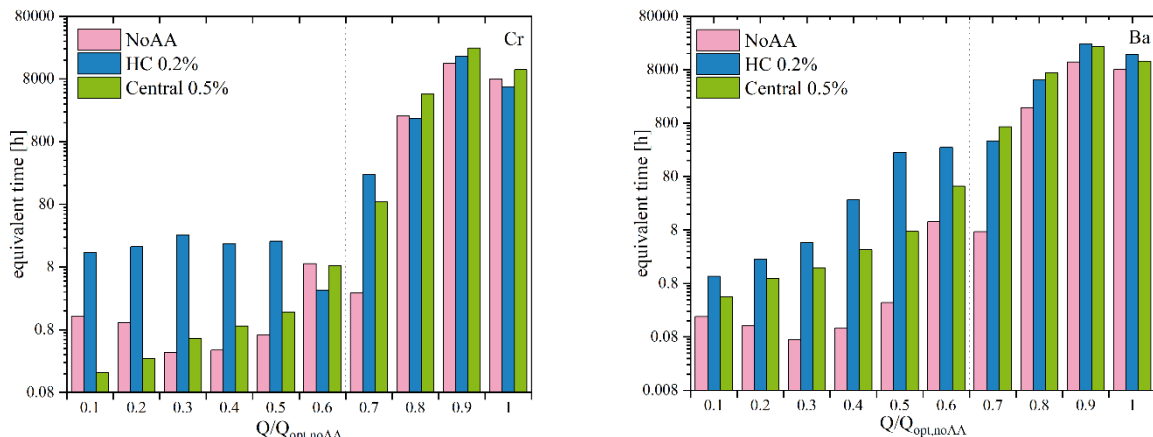 80000
8000
800
80
8
0.8
0.08
equivalent time [h]
NoAA
HC 0.2%
Central 0.5%
Cr
0.1 0.2 0.3 0.4 0.5 0.6 0.7 0.8 0.9 1
Q/Qopt,noAA
80000
8000
800
80
8
0.8
0.08
0.008
equivalent time [h]
NoAA
HC 0.2%
Central 0.5%
Ba
0.1 0.2 0.3 0.4 0.5 0.6 0.7 0.8 0.9 1
Q/Qopt,noAA